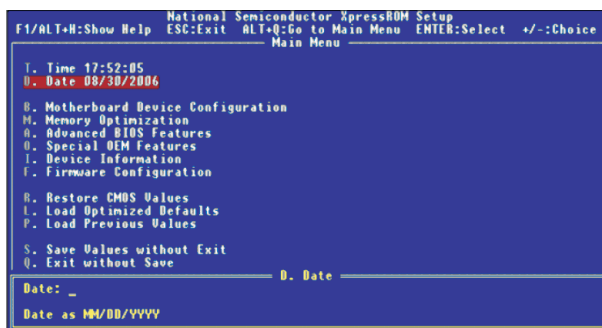 National Semiconductor XpressROM Setup
F1/ALT+H:Show Help ESC:Exit ALT+Q:Go to Main Menu ENTER:Select +/-:Choice
Main Menu
T. Time 17:52:05
D. Date 08/30/2006
B. Motherboard Device Configuration
M. Memory Optimization
A. Advanced BIOS Features
O. Special OEM Features
I. Device Information
F. Firmware Configuration
R. Restore CMOS Values
L. Load Optimized Defaults
P. Load Previous Values
S. Save Values without Exit
Q. Exit without Save
D. Date
Date: _
Date as MM/DD/YYYY